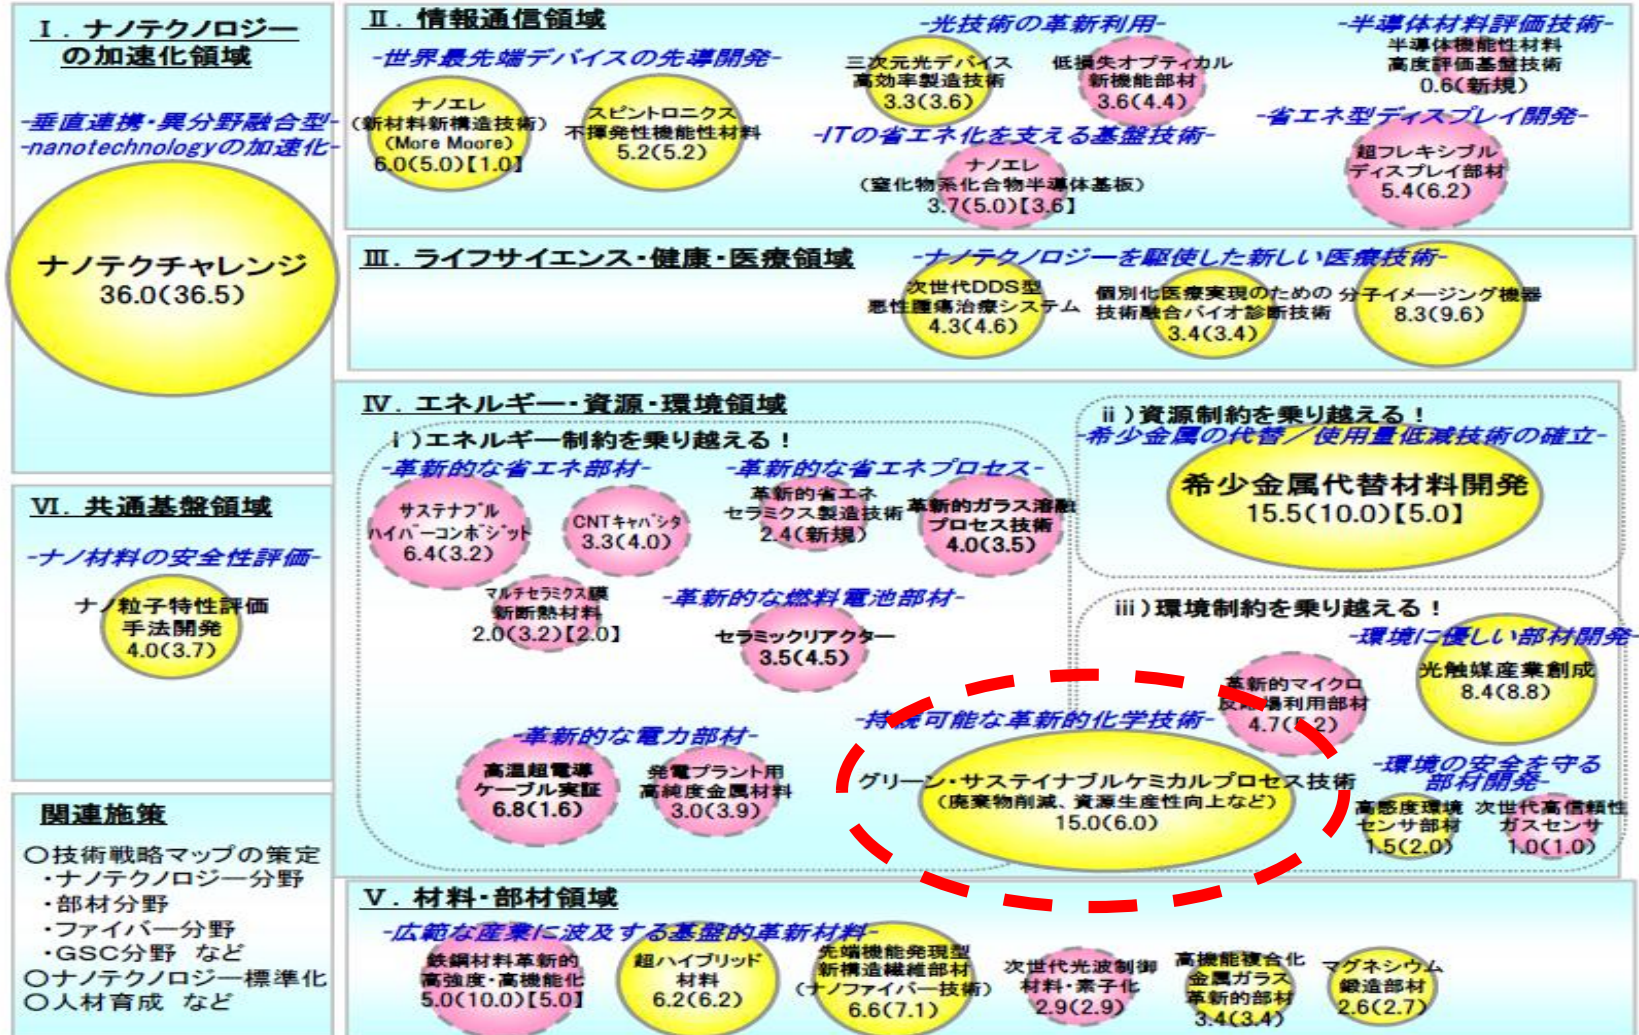 Ⅰ．ナノテクノロジー
の加速化領域
-垂直連携・異分野融合型-
-nanotechnologyの加速化-
ナノテクチャレンジ
36.0(36.5)
Ⅵ．共通基盤領域
-ナノ材料の安全性評価-
ナノ粒子特性評価
手法開発
4.0(3.7)
関連施策
○技術戦略マップの策定
・ナノテクノロジー分野
・部材分野
・ファイバー分野
・GSC分野 など
○ナノテクノロジー標準化
○人材育成 など
Ⅱ．情報通信領域
-世界最先端デバイスの先導開発-
ナノエレ
(新材料新構造技術)
(More Moore)
6.0(5.0)【1.0】
スピントロニクス
不揮発性機能性材料
5.2(5.2)
-光技術の革新利用-
三次元光デバイス
高効率製造技術
3.3(3.6)
低損失オプティカル
新機能部材
3.6(4.4)
-ITの省エネ化を支える基盤技術-
ナノエレ
(窒化物系化合物半導体基板)
3.7(5.0)【3.6】
-半導体材料評価技術-
半導体機能性材料
高度評価基盤技術
0.6(新規)
-省エネ型ディスプレイ開発-
超フレキシブル
ディスプレイ部材
5.4(6.2)
Ⅲ．ライフサイエンス・健康・医療領域
-ナノテクノロジーを駆使した新しい医療技術-
次世代DDS型
悪性腫瘍治療システム
4.3(4.6)
個別化医療実現のための
技術融合バイオ診断技術
3.4(3.4)
分子イメージング機器
8.3(9.6)
Ⅳ．エネルギー・資源・環境領域
ⅰ)エネルギー制約を乗り越える！
-革新的な省エネ部材-
サステナブル
ハイパーコンポジット
6.4(3.2)
CNTキャパシタ
3.3(4.0)
マルチセラミクス膜
新断熱材料
2.0(3.2)【2.0】
-革新的な省エネプロセス-
革新的省エネ
セラミクス製造技術
2.4(新規)
革新的ガラス溶融
プロセス技術
4.0(3.5)
-革新的な燃料電池部材-
セラミックリアクター
3.5(4.5)
-革新的な電力部材-
高温超電導
ケーブル実証
6.8(1.6)
発電プラント用
高純度金属材料
3.0(3.9)
ⅱ)資源制約を乗り越える！
-希少金属の代替／使用量低減技術の確立-
希少金属代替材料開発
15.5(10.0)【5.0】
ⅲ)環境制約を乗り越える！
-環境に優しい部材開発-
革新的マイクロ
反応場利用部材
4.7(5.2)
光触媒産業創成
8.4(8.8)
-持続可能な革新的化学技術-
グリーン・サステイナブルケミカルプロセス技術
(廃棄物削減、資源生産性向上など)
15.0(6.0)
-環境の安全を守る
部材開発-
高感度環境
センサ部材
1.5(2.0)
次世代高信頼性
ガスセンサ
1.0(1.0)
Ⅴ．材料・部材領域
-広範な産業に波及する基盤的革新材料-
鉄鋼材料革新的
高強度・高機能化
5.0(10.0)【5.0】
超ハイブリッド
材料
6.2(6.2)
先端機能発現型
新構造繊維部材
(ナノファイバー技術)
6.6(7.1)
次世代光波制御
材料・素子化
2.9(2.9)
高機能複合化
金属ガラス
革新的部材
3.4(3.4)
マグネシウム
鍛造部材
2.6(2.7)